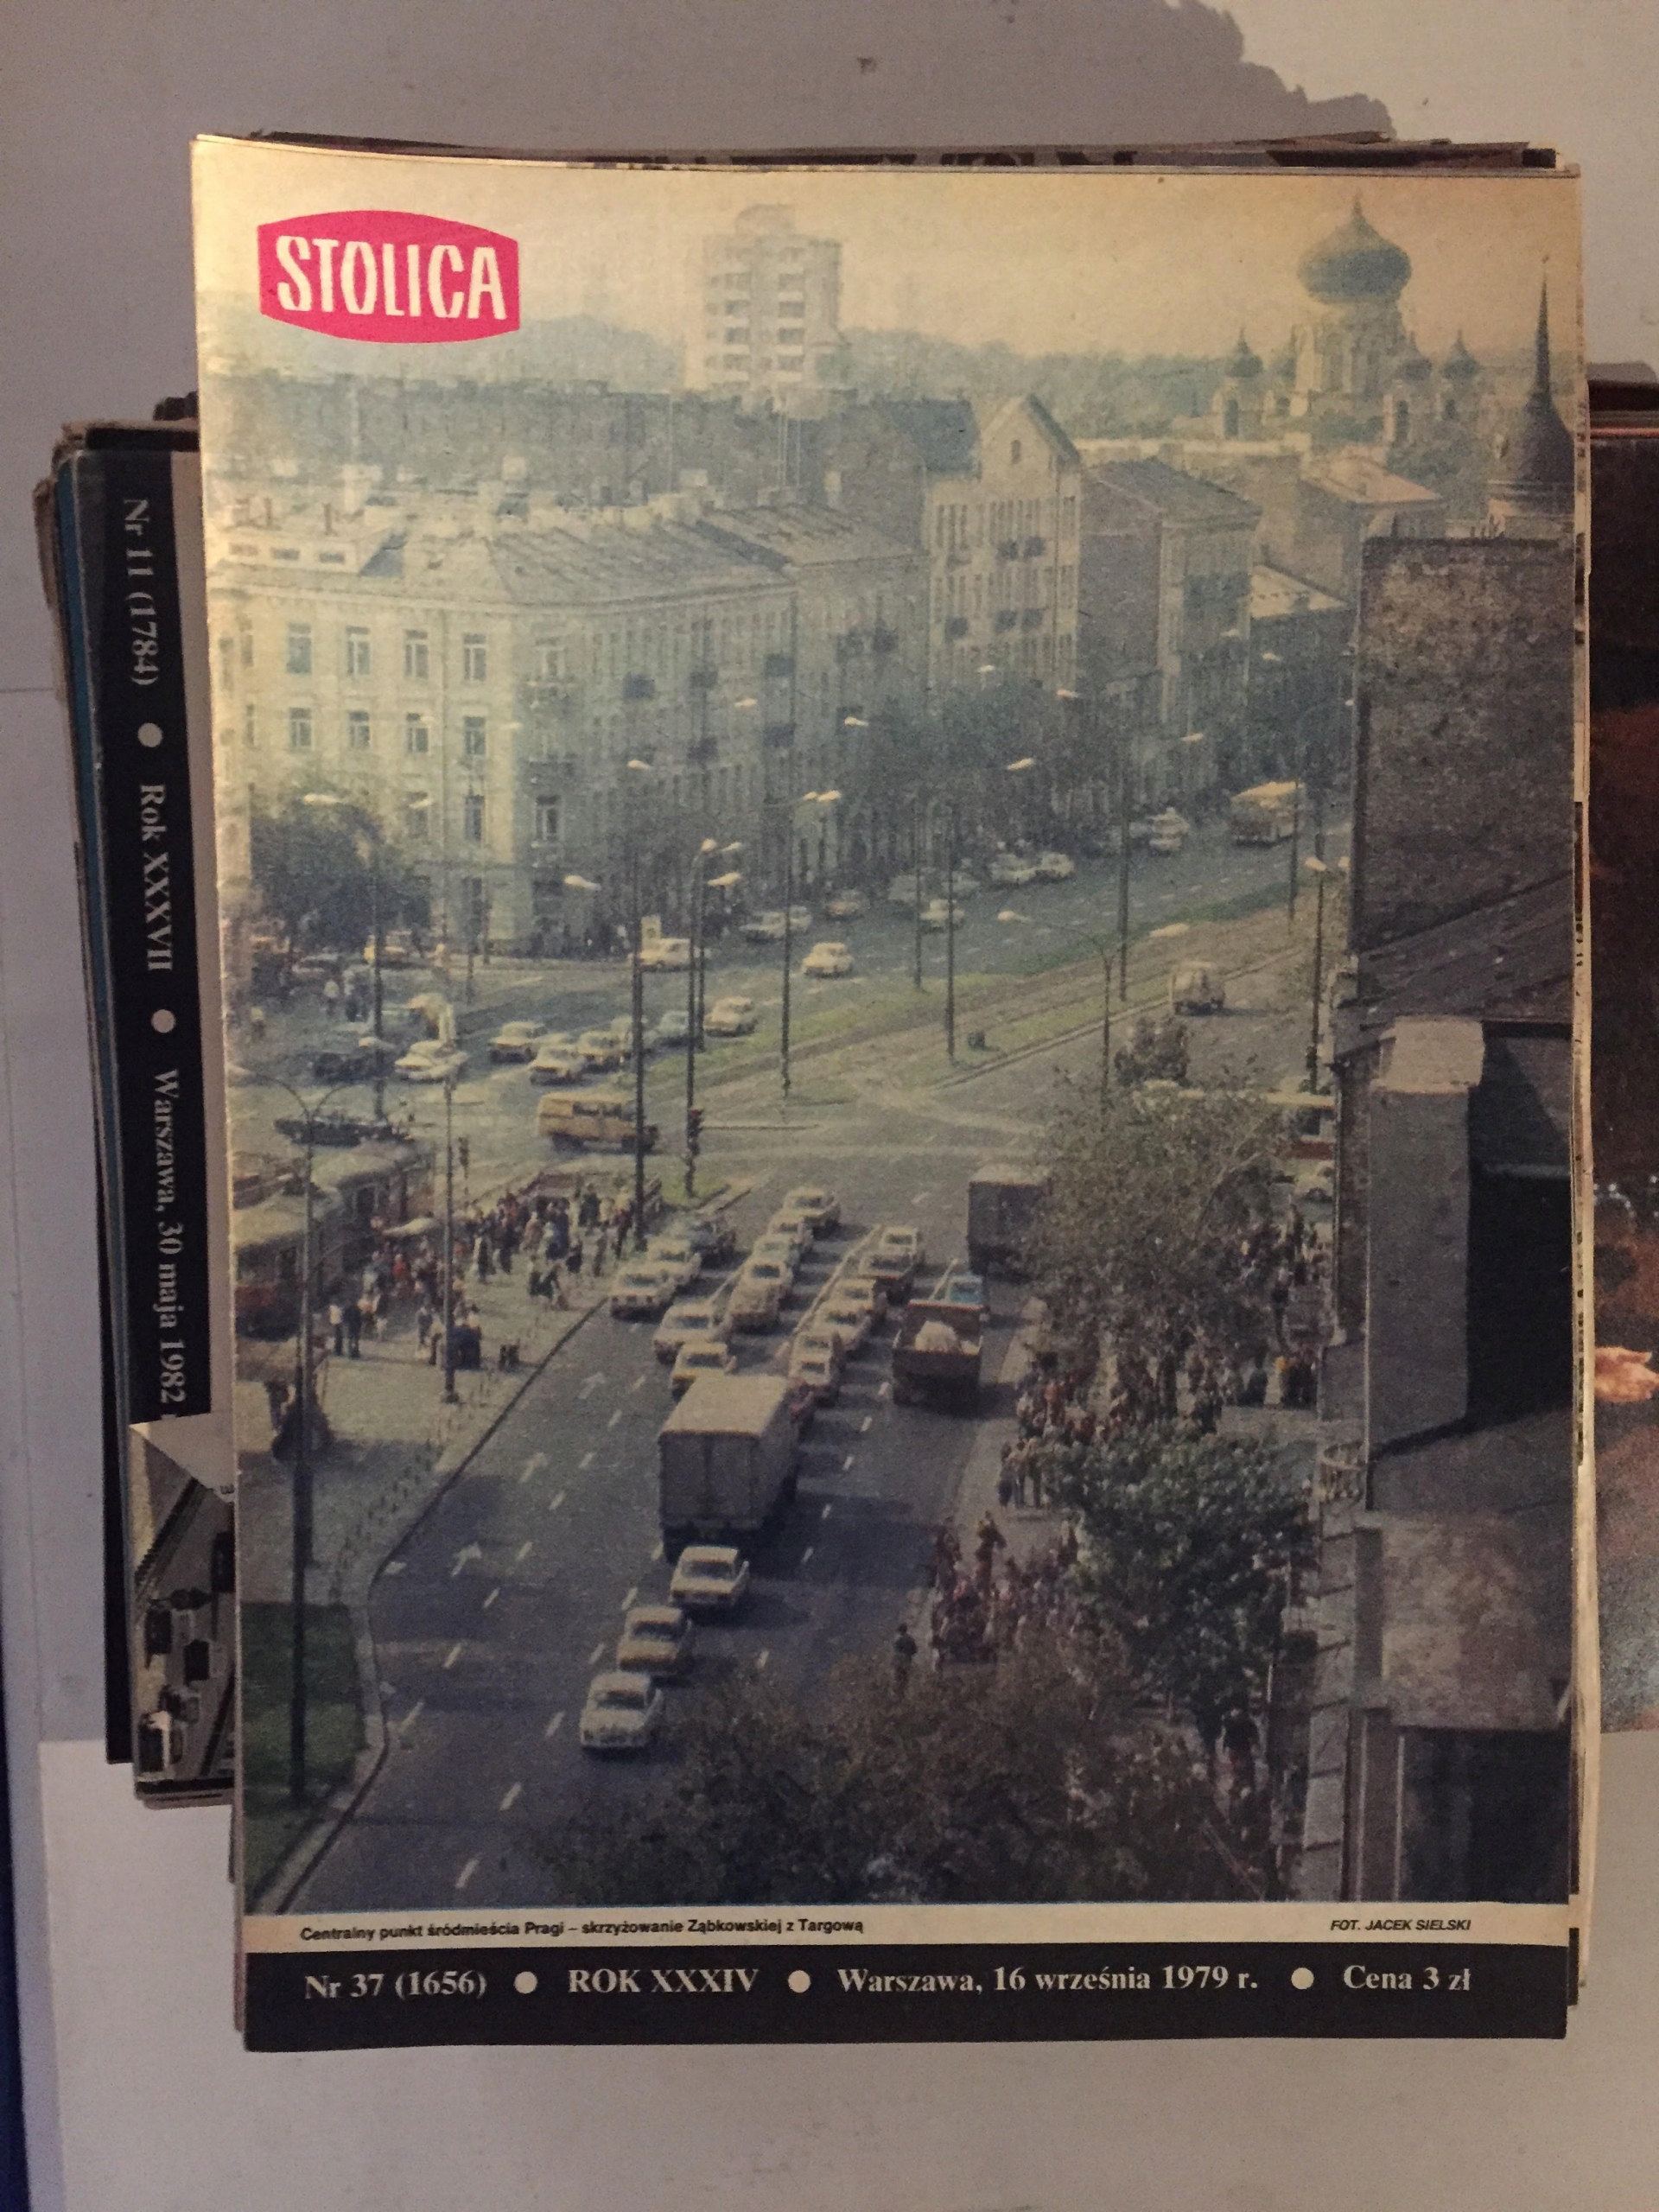 STOLICA
Centralny punkt śródmieścia Pragi – skrzyżowanie Ząbkowskiej z Targową
FOT. JACEK SIELSKI
Nr 37 (1656) ● ROK XXXIV ● Warszawa, 16 września 1979 r. ● Cena 3 zł
Nr 11 (1784) ● Rok XXXVII ● Warszawa, 30 maja 1982